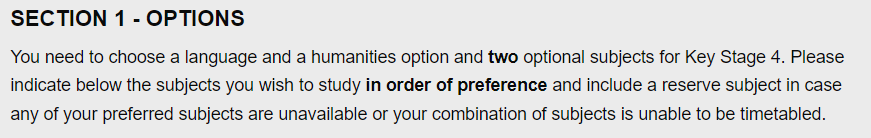 SECTION 1 - OPTIONS
You need to choose a language and a humanities option and two optional subjects for Key Stage 4. Please
indicate below the subjects you wish to study in order of preference and include a reserve subject in case
any of your preferred subjects are unavailable or your combination of subjects is unable to be timetabled.